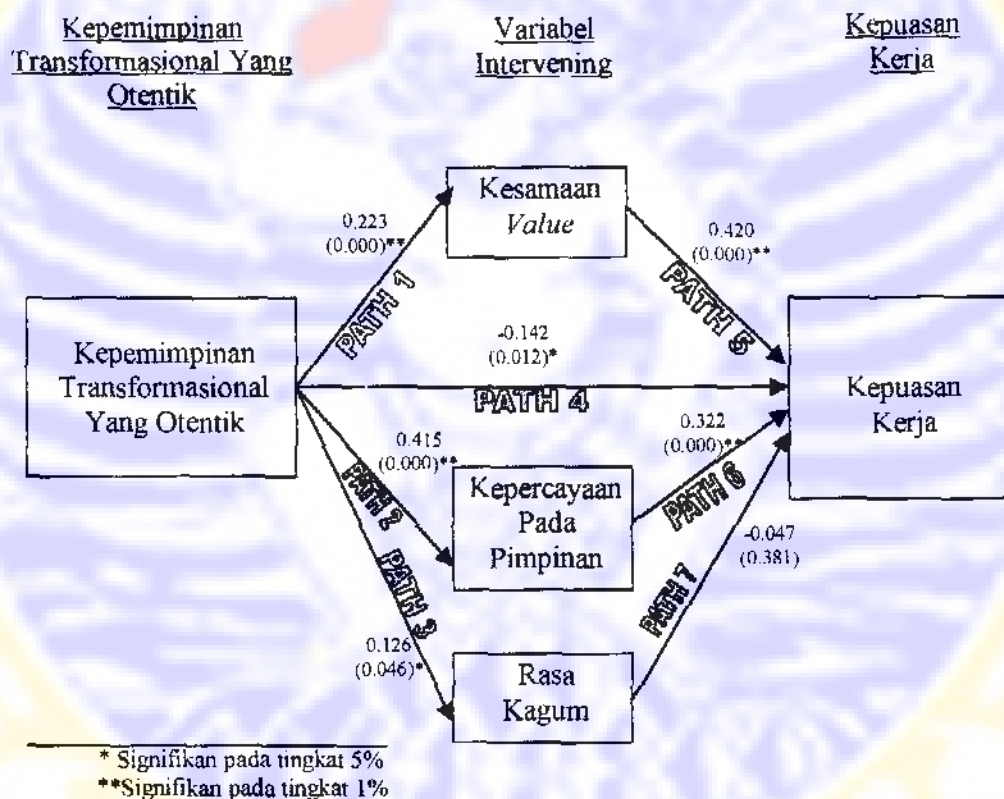 Kepemimpinan
Transformasional Yang
Otentik
Variabel
Intervening
Kepuasan
Kerja
Kesamaan
Value
0.223
(0.000)**
PATH 1
0.420
(0.000)**
PATH 5
Kepemimpinan
Transformasional
Yang Otentik
-0.142
(0.012)*
PATH 4
Kepuasan
Kerja
0.415
(0.000)**
PATH 2
Kepercayaan
Pada
Pimpinan
0.322
(0.000)**
PATH 6
PATH 3
0.126
(0.046)*
Rasa
Kagum
-0.047
(0.381)
PATH 7
* Signifikan pada tingkat 5%
**Signifikan pada tingkat 1%